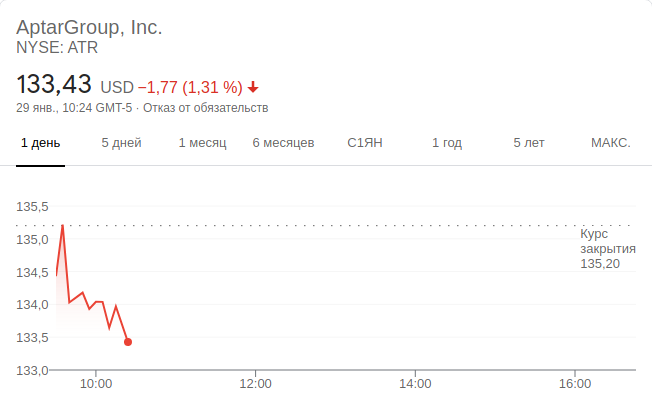 AptarGroup, Inc.
NYSE: ATR
133,43 USD −1,77 (1,31 %)
29 янв., 10:24 GMT-5 · Отказ от обязательств
1 день 5 дней 1 месяц 6 месяцев С1ЯН 1 год 5 лет МАКС.
135,5
135,0
134,5
134,0
133,5
133,0
Курс
закрытия
135,20
10:00 12:00 14:00 16:00